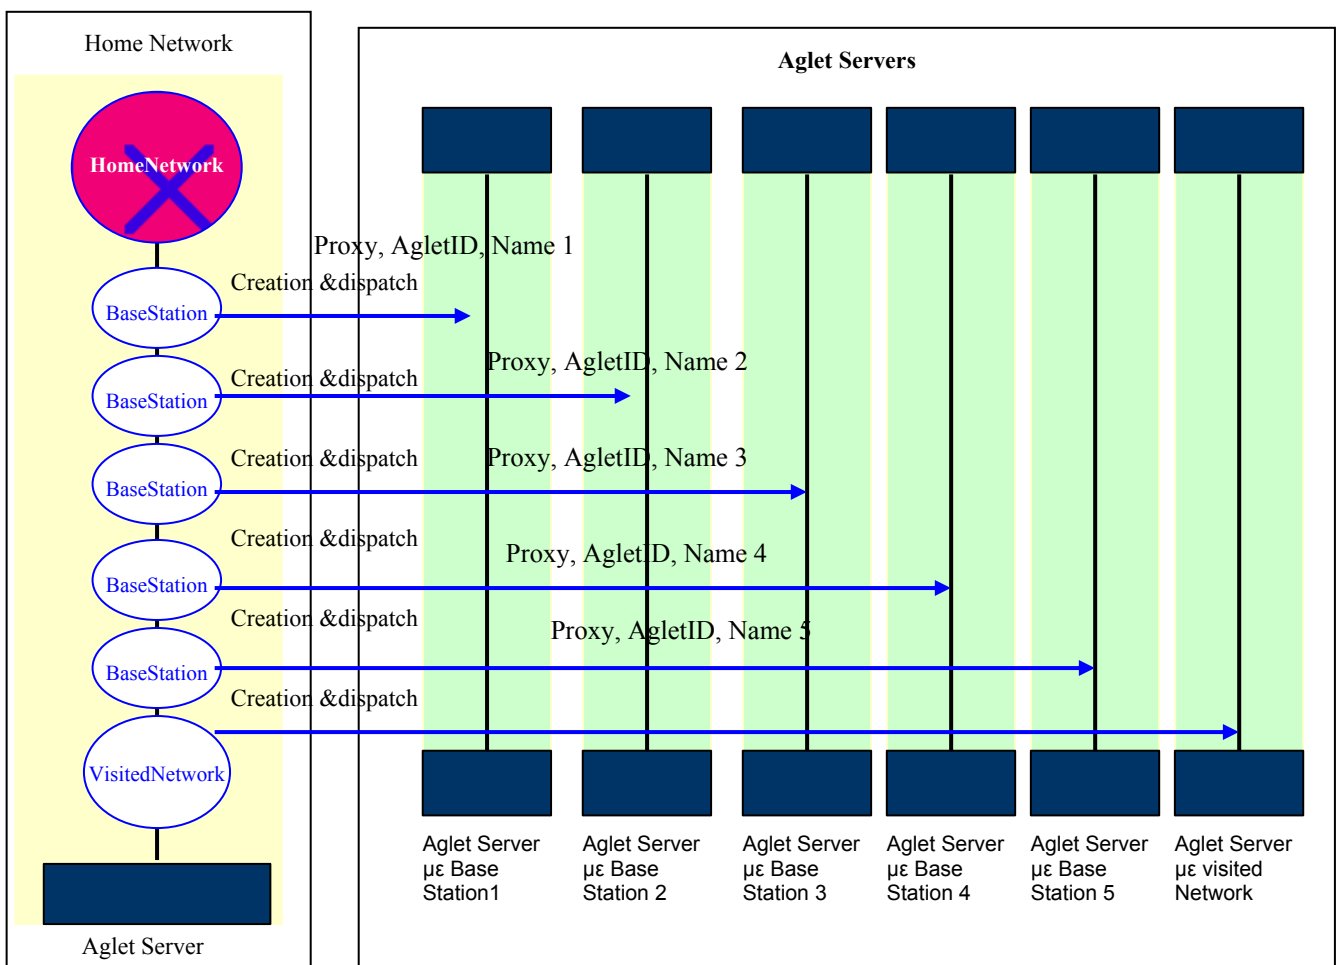 Home Network
Aglet Servers
HomeNetwork
Proxy, AgletID, Name 1
Creation &dispatch
BaseStation
Proxy, AgletID, Name 2
Creation &dispatch
BaseStation
Creation &dispatch
Proxy, AgletID, Name 3
BaseStation
Creation &dispatch
Proxy, AgletID, Name 4
BaseStation
Creation &dispatch
Proxy, AgletID, Name 5
BaseStation
Creation &dispatch
VisitedNetwork
Aglet Server
με Base
Station1
Aglet Server
με Base
Station 2
Aglet Server
με Base
Station 3
Aglet Server
με Base
Station 4
Aglet Server
με Base
Station 5
Aglet Server
με visited
Network
Aglet Server